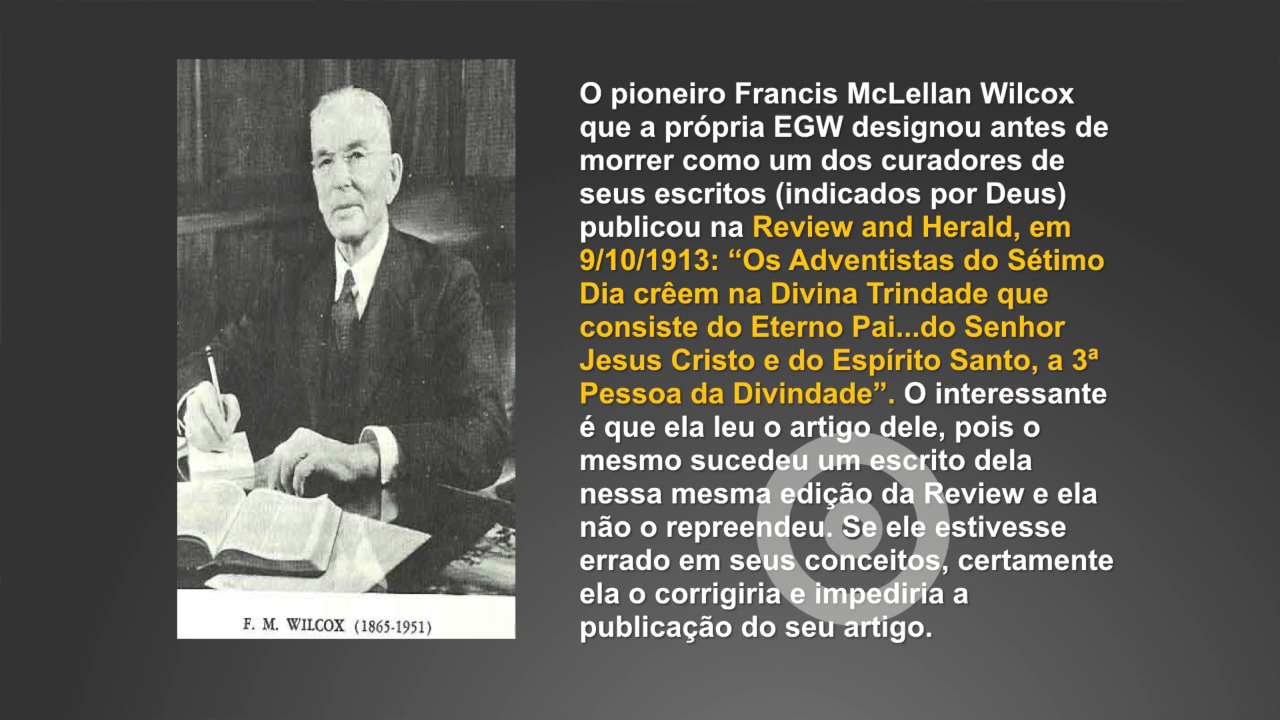 O pioneiro Francis McLellan Wilcox
que a própria EGW designou antes de
morrer como um dos curadores de
seus escritos (indicados por Deus)
publicou na Review and Herald, em
9/10/1913: “Os Adventistas do Sétimo
Dia crêem na Divina Trindade que
consiste do Eterno Pai...do Senhor
Jesus Cristo e do Espírito Santo, a 3ª
Pessoa da Divindade”. O interessante
é que ela leu o artigo dele, pois o
mesmo sucedeu um escrito dela
nessa mesma edição da Review e ela
não o repreendeu. Se ele estivesse
errado em seus conceitos, certamente
ela o corrigiria e impediria a
publicação do seu artigo.
F. M. WILCOX (1865-1951)